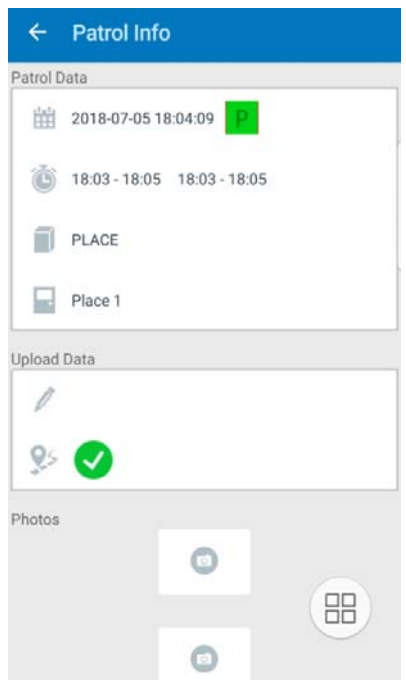 Patrol Info
Patrol Data
2018-07-05 18:04:09 P
18:03 - 18:05 18:03 - 18:05
PLACE
Place 1
Upload Data
Photos